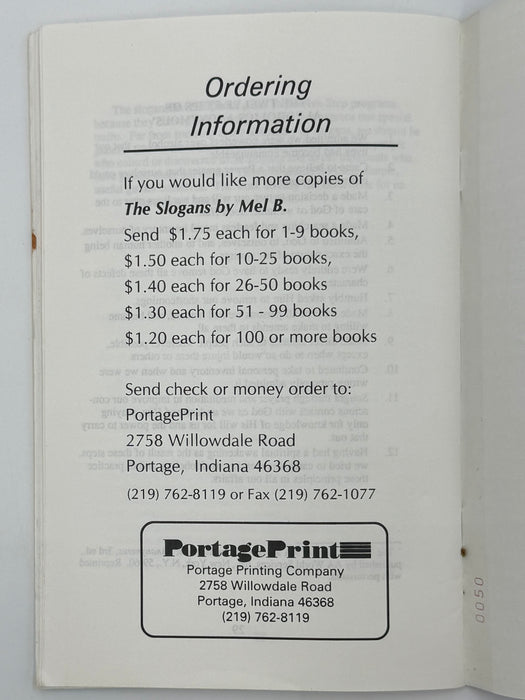 Ordering
Information
If you would like more copies of
The Slogans by Mel B.
Send $1.75 each for 1-9 books,
$1.50 each for 10-25 books,
$1.40 each for 26-50 books
$1.30 each for 51 - 99 books
$1.20 each for 100 or more books
Send check or money order to:
PortagePrint
2758 Willowdale Road
Portage, Indiana 46368
(219) 762-8119 or Fax (219) 762-1077
PortagePrint
Portage Printing Company
2758 Willowdale Road
Portage, Indiana 46368
(219) 762-8119
0050